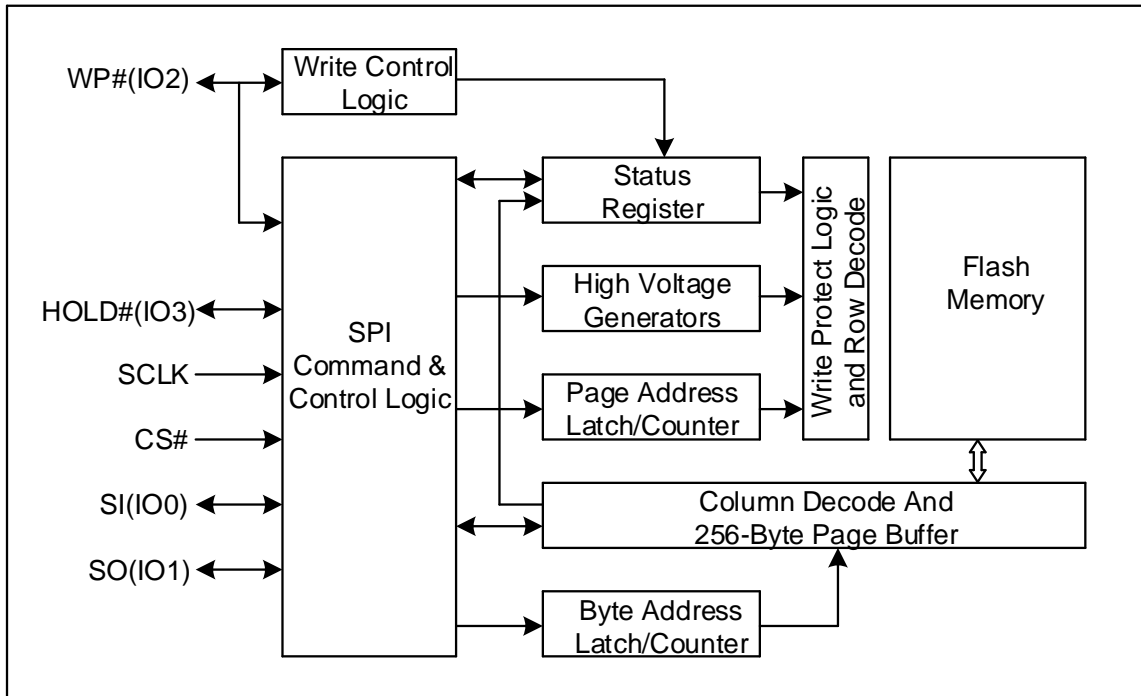 WP#(IO2)
Write Control
Logic
HOLD#(IO3)
SCLK
CS#
SI(IO0)
SO(IO1)
SPI
Command &
Control Logic
Status
Register
High Voltage
Generators
Page Address
Latch/Counter
Write Protect Logic
and Row Decode
Flash
Memory
Column Decode And
256-Byte Page Buffer
Byte Address
Latch/Counter